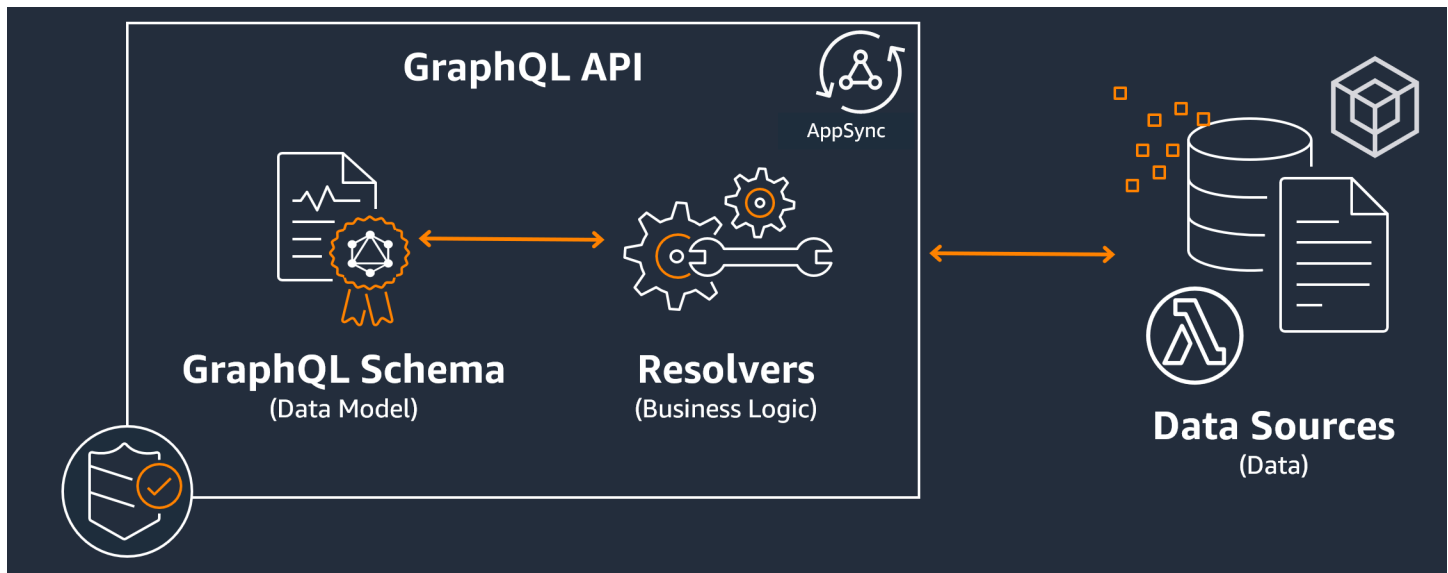 GraphQL API
AppSync
GraphQL Schema
(Data Model)
Resolvers
(Business Logic)
Data Sources
(Data)